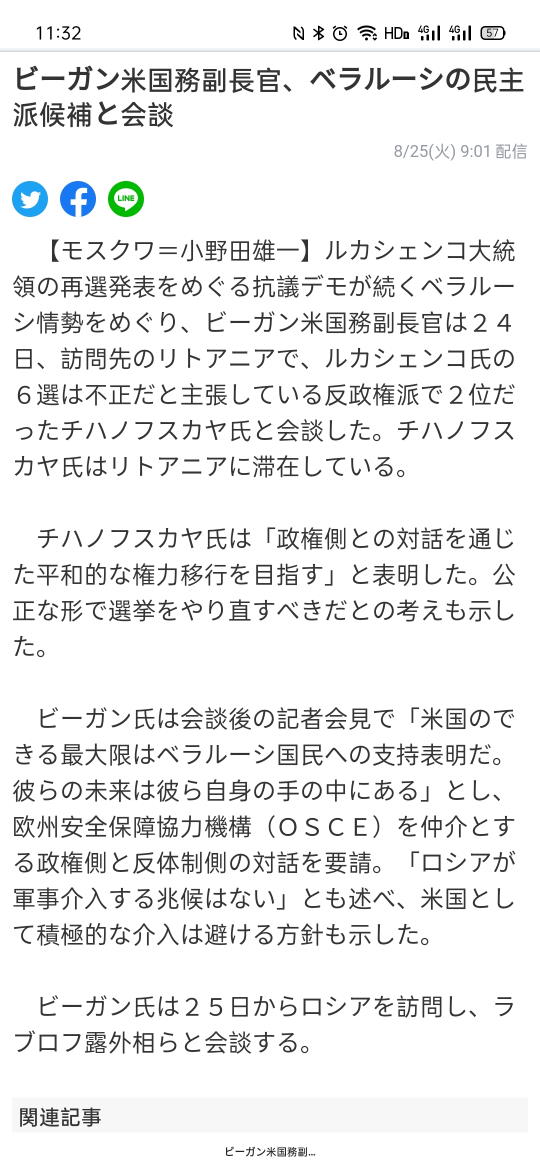 11:32
HD
4G
4G
57
ビーガン米国務副長官、ベラルーシの民主
派候補と会談
8/25(火) 9:01 配信
LINE
【モスクワ＝小野田雄一】ルカシェンコ大統
領の再選発表をめぐる抗議デモが続くベラルー
シ情勢をめぐり、ビーガン米国務副長官は２４
日、訪問先のリトアニアで、ルカシェンコ氏の
６選は不正だと主張している反政権派で２位だ
ったチハノフスカヤ氏と会談した。チハノフス
カヤ氏はリトアニアに滞在している。
チハノフスカヤ氏は「政権側との対話を通じ
た平和的な権力移行を目指す」と表明した。公
正な形で選挙をやり直すべきだとの考えも示し
た。
ビーガン氏は会談後の記者会見で「米国ので
きる最大限はベラルーシ国民への支持表明だ。
彼らの未来は彼ら自身の手の中にある」とし、
欧州安全保障協力機構（ＯＳＣＥ）を仲介とす
る政権側と反体制側の対話を要請。「ロシアが
軍事介入する兆候はない」とも述べ、米国とし
て積極的な介入は避ける方針も示した。
ビーガン氏は２５日からロシアを訪問し、ラ
ブロフ露外相らと会談する。
関連記事
ビーガン米国務副...